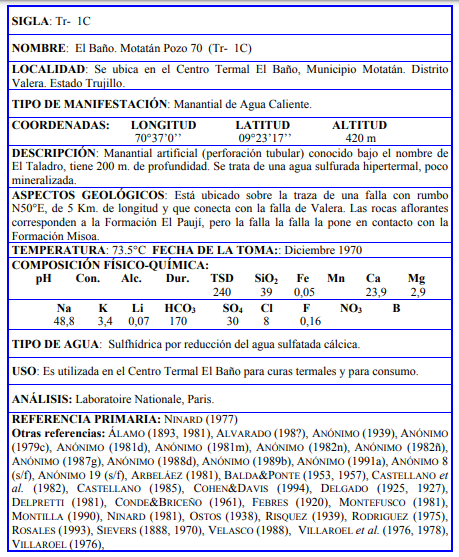 SIGLA: Tr- 1C
NOMBRE: El Baño. Motatán Pozo 70 (Tr- 1C)
LOCALIDAD: Se ubica en el Centro Termal El Baño, Municipio Motatán. Distrito
Valera. Estado Trujillo.
TIPO DE MANIFESTACIÓN: Manantial de Agua Caliente.
COORDENADAS: LONGITUD LATITUD ALTITUD
70°37'0'' 09°23'17'' 420 m
DESCRIPCIÓN: Manantial artificial (perforación tubular) conocido bajo el nombre de
El Taladro, tiene 200 m. de profundidad. Se trata de una agua sulfurada hipertermal, poco
mineralizada.
ASPECTOS GEOLÓGICOS: Está ubicado sobre la traza de una falla con rumbo
N50°E, de 5 Km. de longitud y que conecta con la falla de Valera. Las rocas aflorantes
corresponden a la Formación El Paují, pero la falla la falla la pone en contacto con la
Formación Misoa.
TEMPERATURA: 73.5°C FECHA DE LA TOMA:: Diciembre 1970
COMPOSICIÓN FÍSICO-QUÍMICA:
pH Con. Alc. Dur. TSD SiO₂ Fe Mn Ca Mg
240 39 0,05 23,9 2,9
Na K Li HCO₃ SO₄ Cl F NO₃ B
48,8 3,4 0,07 170 30 8 0,16
TIPO DE AGUA: Sulfhídrica por reducción del agua sulfatada cálcica.
USO: Es utilizada en el Centro Termal El Baño para curas termales y para consumo.
ANÁLISIS: Laboratoire Nationale, Paris.
REFERENCIA PRIMARIA: NINARD (1977)
Otras referencias: ÁLAMO (1893, 1981), ALVARADO (198?), ANÓNIMO (1939), ANÓNIMO
(1979c), ANÓNIMO (1981d), ANÓNIMO (1981m), ANÓNIMO (1982n), ANÓNIMO (1982ñ),
ANÓNIMO (1987g), ANÓNIMO (1988d), ANÓNIMO (1989b), ANÓNIMO (1991a), ANÓNIMO 8
(s/f), ANÓNIMO 19 (s/f), ARBELÁEZ (1981), BALDA&PONTE (1953, 1957), CASTELLANO et
al. (1982), CASTELLANO (1985), COHEN&DAVIS (1994), DELGADO (1925, 1927),
DELPRETTI (1981), CONDE&BRICEÑO (1961), FEBRES (1920), MONTEFUSCO (1981),
MONTILLA (1990), NINARD (1981), OSTOS (1938), RISQUEZ (1939), RODRIGUEZ (1975),
ROSALES (1993), SIEVERS (1888, 1970), VELASCO (1988), VILLAROEL et al. (1976, 1978),
VILLAROEL (1976),